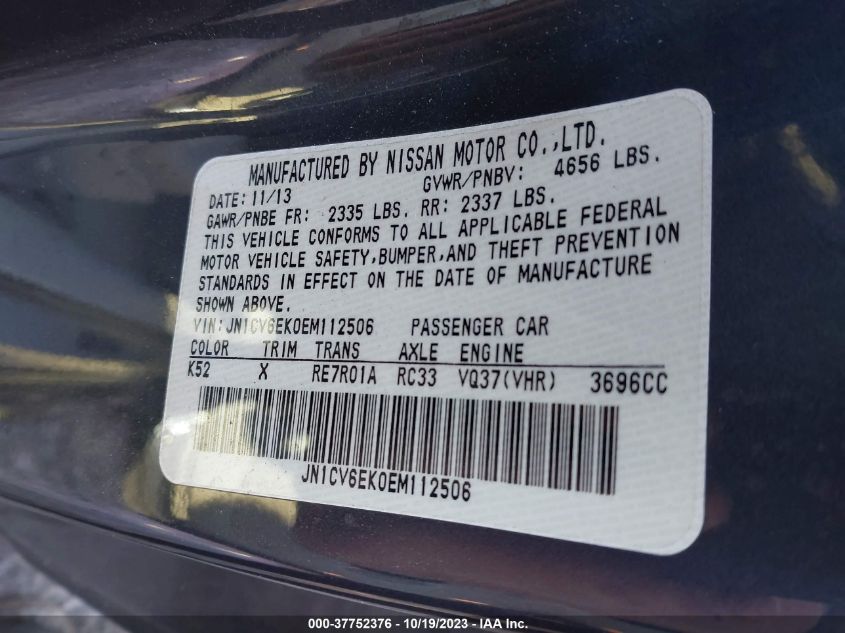 MANUFACTURED BY NISSAN MOTOR CO.,LTD.
DATE: 11/13 GVWR/PNBV: 4656 LBS.
GAWR/PNBE FR: 2335 LBS. RR: 2337 LBS.
THIS VEHICLE CONFORMS TO ALL APPLICABLE FEDERAL
MOTOR VEHICLE SAFETY,BUMPER,AND THEFT PREVENTION
STANDARDS IN EFFECT ON THE DATE OF MANUFACTURE
SHOWN ABOVE.
VIN:JN1CV6EK0EM112506 PASSENGER CAR
COLOR TRIM TRANS AXLE ENGINE
K52 X RE7R01A RC33 VQ37(VHR) 3696CC
JN1CV6EK0EM112506
000-37752376 - 10/19/2023 - IAA Inc.